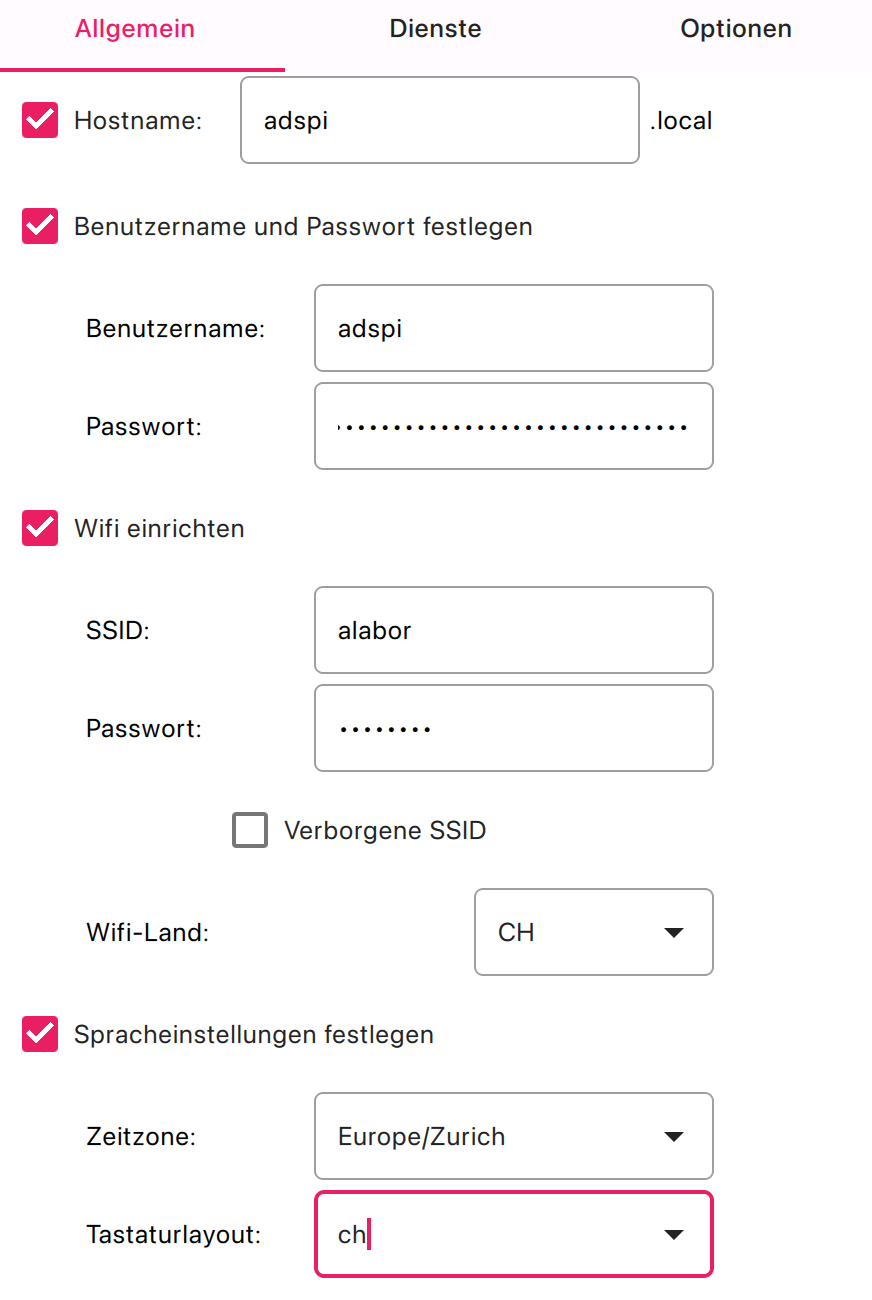 Allgemein Dienste Optionen
Hostname: adspi .local
Benutzername und Passwort festlegen
Benutzername: adspi
Passwort: ••••••••••••••••••••••••••••••
Wifi einrichten
SSID: alabor
Passwort: ••••••••
Verborgene SSID
Wifi-Land: CH
Spracheinstellungen festlegen
Zeitzone: Europe/Zurich
Tastaturlayout: ch